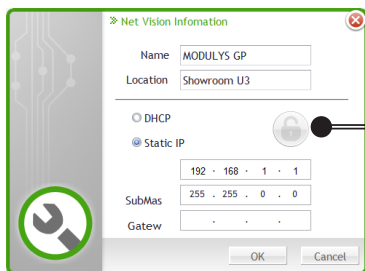 » Net Vision Infomation
Name MODULYS GP
Location Showroom U3
DHCP
Static IP
192 . 168 . 1 . 1
SubMas 255 . 255 . 0 . 0
Gatew . . .
OK Cancel